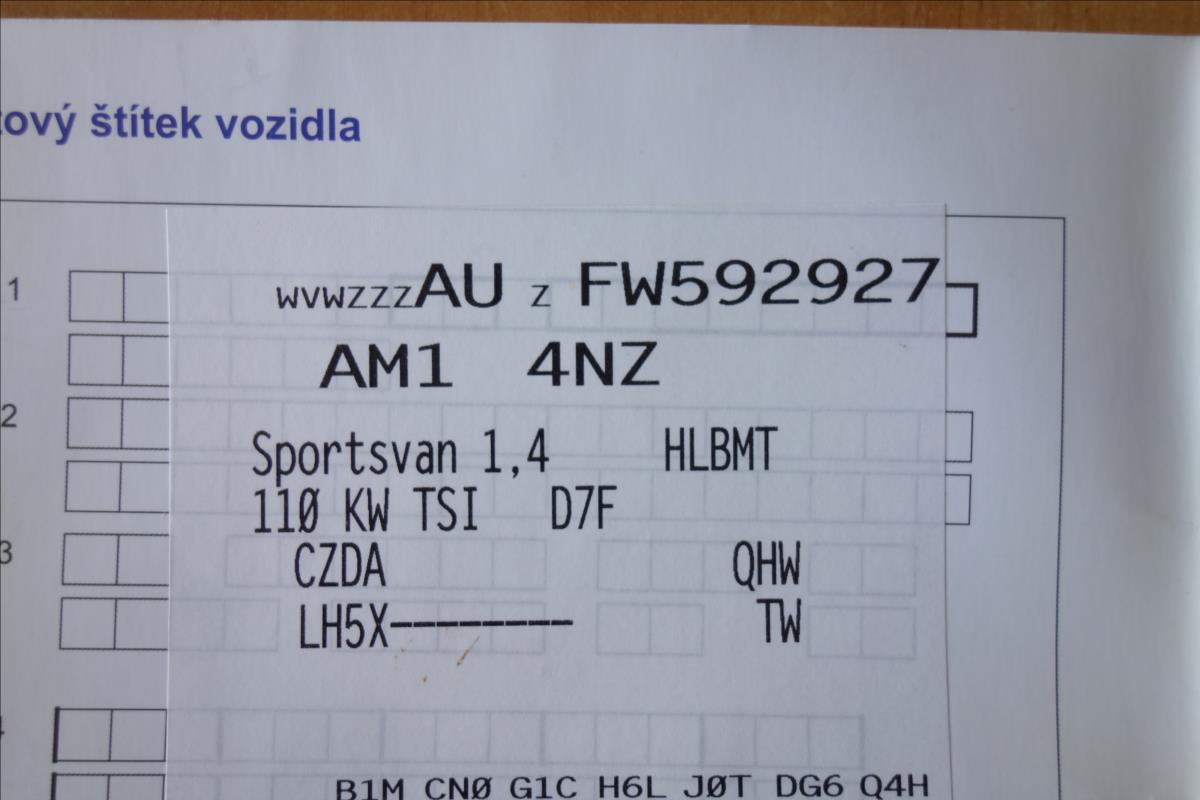 tový štítek vozidla
1 WVWZZZAU Z FW592927
AM1 4NZ
2
Sportsvan 1,4 HLBMT
110 KW TSI D7F
3 CZDA QHW
LH5X-------- TW
B1M CN0 G1C H6L J0T DG6 Q4H